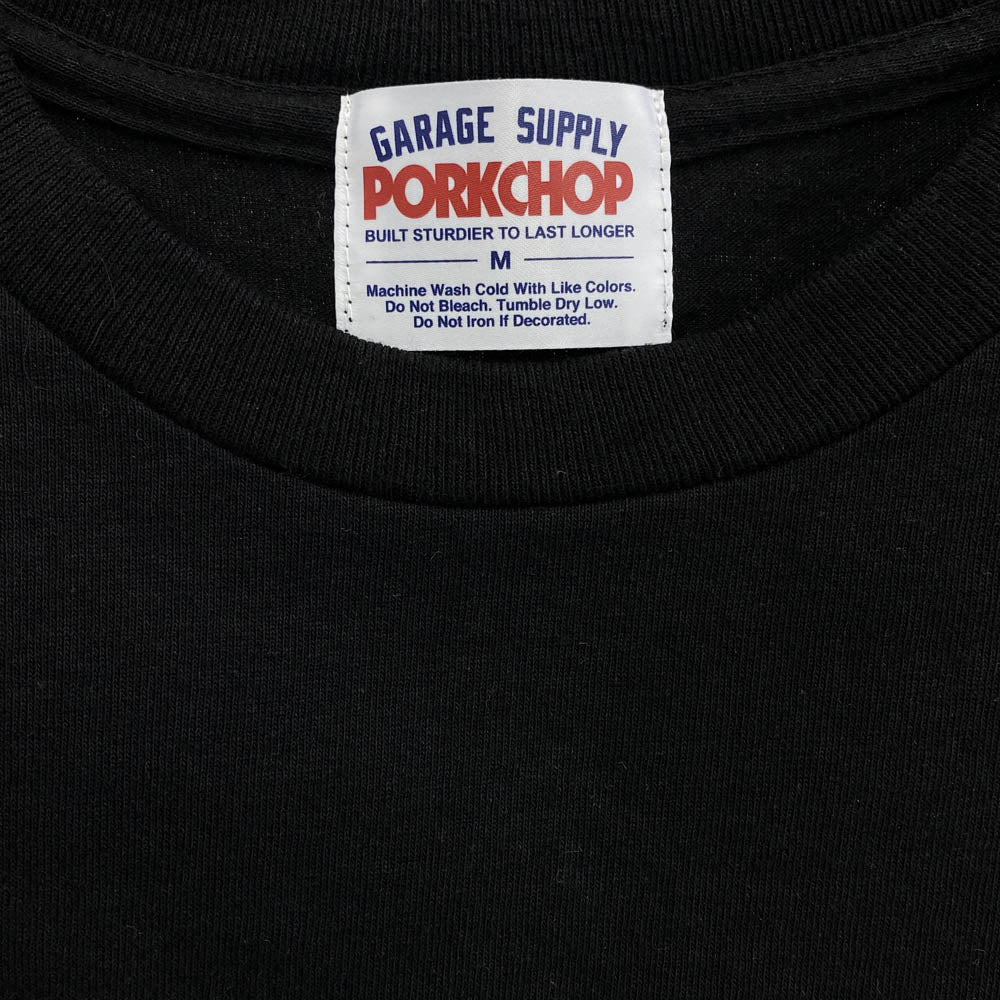 GARAGE SUPPLY
PORKCHOP
BUILT STURDIER TO LAST LONGER
M
Machine Wash Cold With Like Colors.
Do Not Bleach. Tumble Dry Low.
Do Not Iron If Decorated.